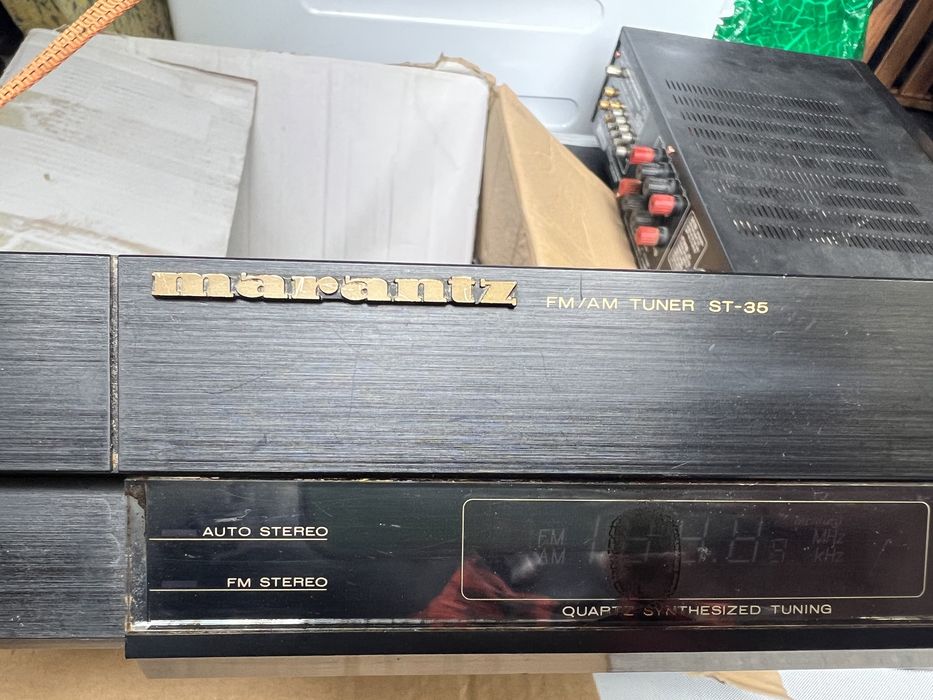 marantz FM/AM TUNER ST-35
AUTO STEREO
FM STEREO
FM
AM
MHz
kHz
QUARTZ SYNTHESIZED TUNING